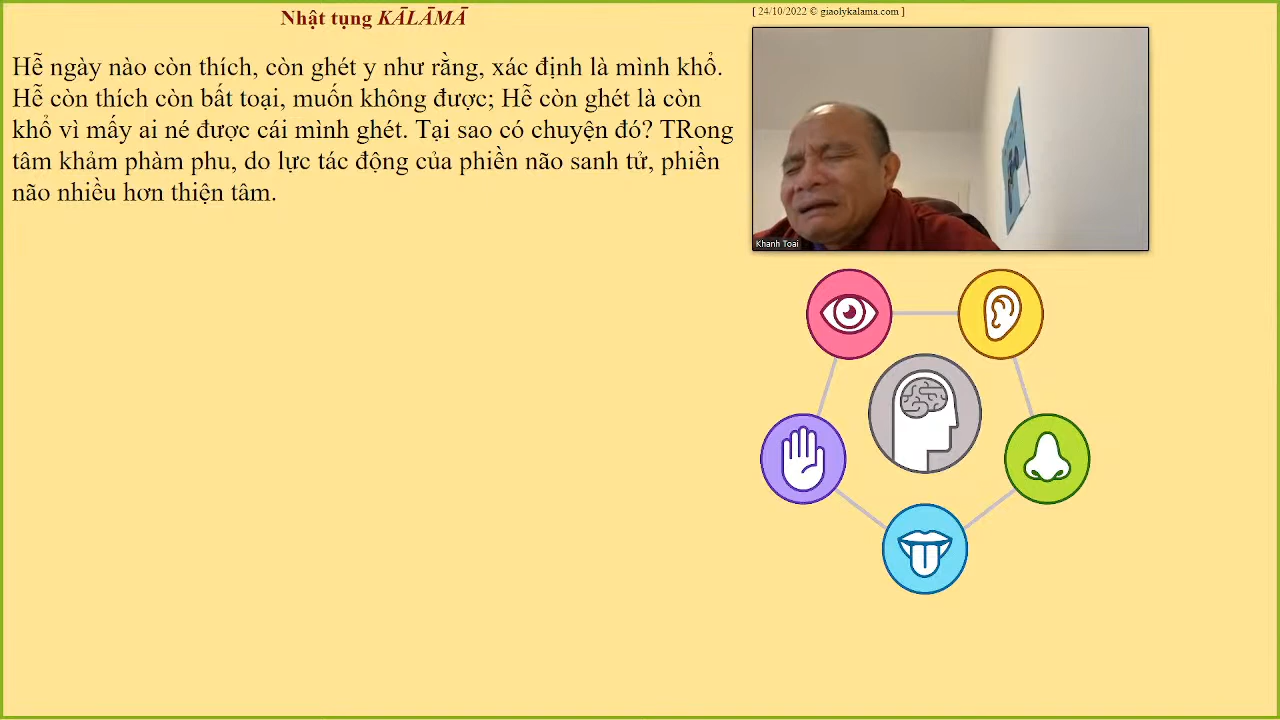 Nhật tụng KĀLĀMĀ
[ 24/10/2022 © giaolykalama.com ]
Hễ ngày nào còn thích, còn ghét y như rằng, xác định là mình khổ.
Hễ còn thích còn bất toại, muốn không được; Hễ còn ghét là còn
khổ vì mấy ai né được cái mình ghét. Tại sao có chuyện đó? TRong
tâm khảm phàm phu, do lực tác động của phiền não sanh tử, phiền
não nhiều hơn thiện tâm.
Khanh Toai